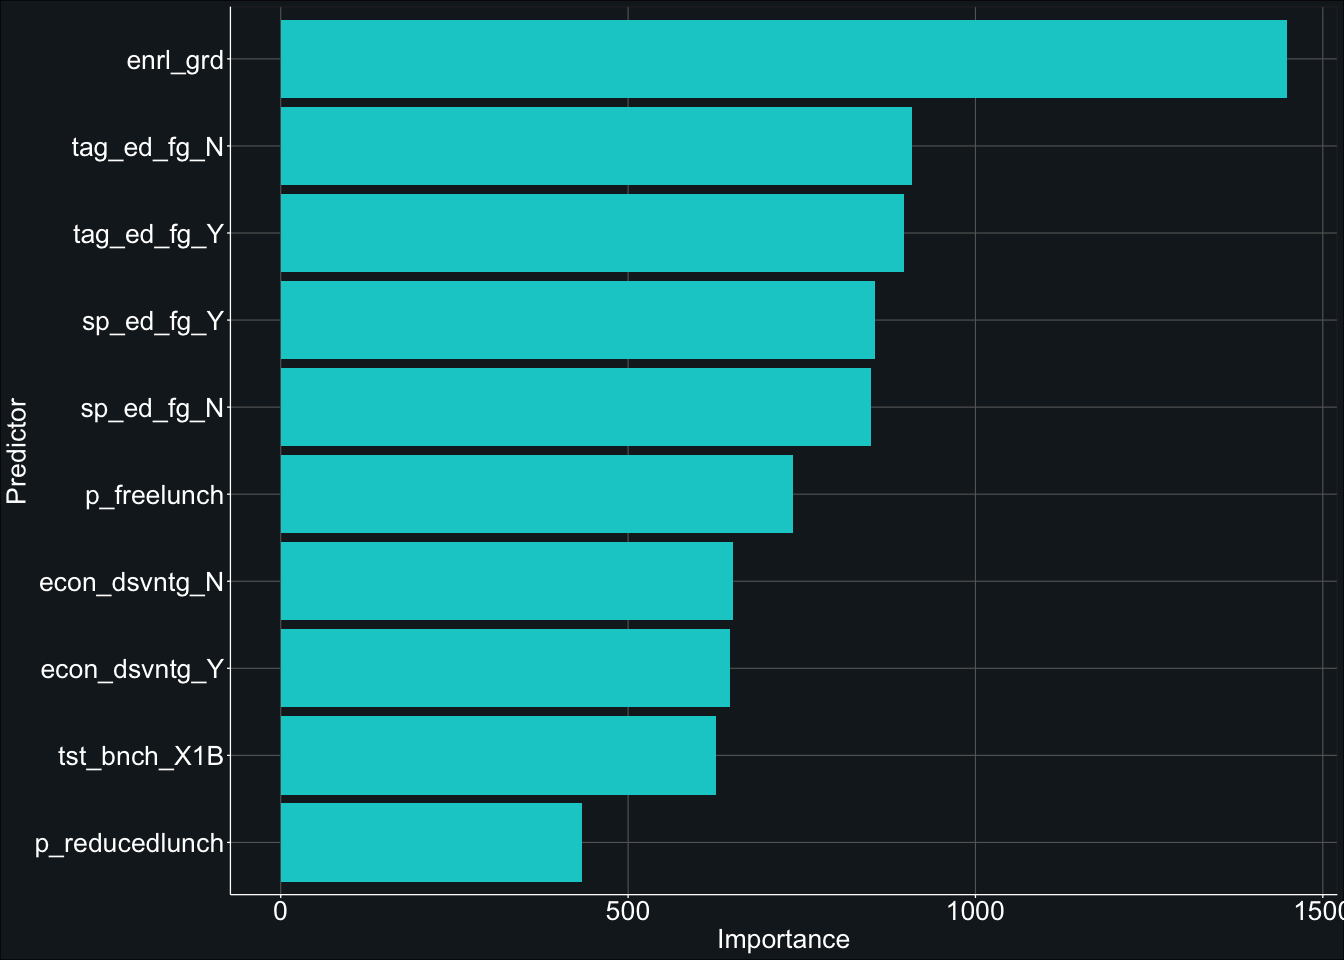 enrl_grd
tag_ed_fg_N
tag_ed_fg_Y
sp_ed_fg_Y
sp_ed_fg_N
p_freelunch
econ_dsvntg_N
econ_dsvntg_Y
tst_bnch_X1B
p_reducedlunch
Predictor
0 500 1000 1500
Importance